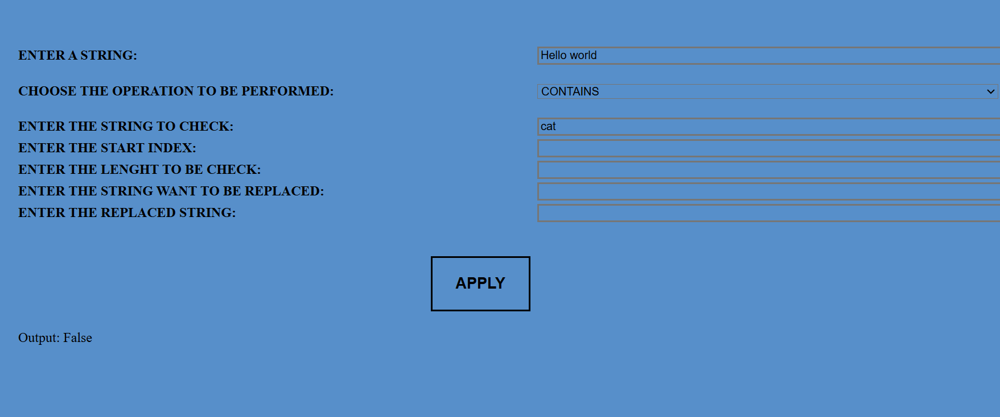 ENTER A STRING: Hello world
CHOOSE THE OPERATION TO BE PERFORMED: CONTAINS
ENTER THE STRING TO CHECK: cat
ENTER THE START INDEX:
ENTER THE LENGHT TO BE CHECK:
ENTER THE STRING WANT TO BE REPLACED:
ENTER THE REPLACED STRING:
APPLY
Output: False